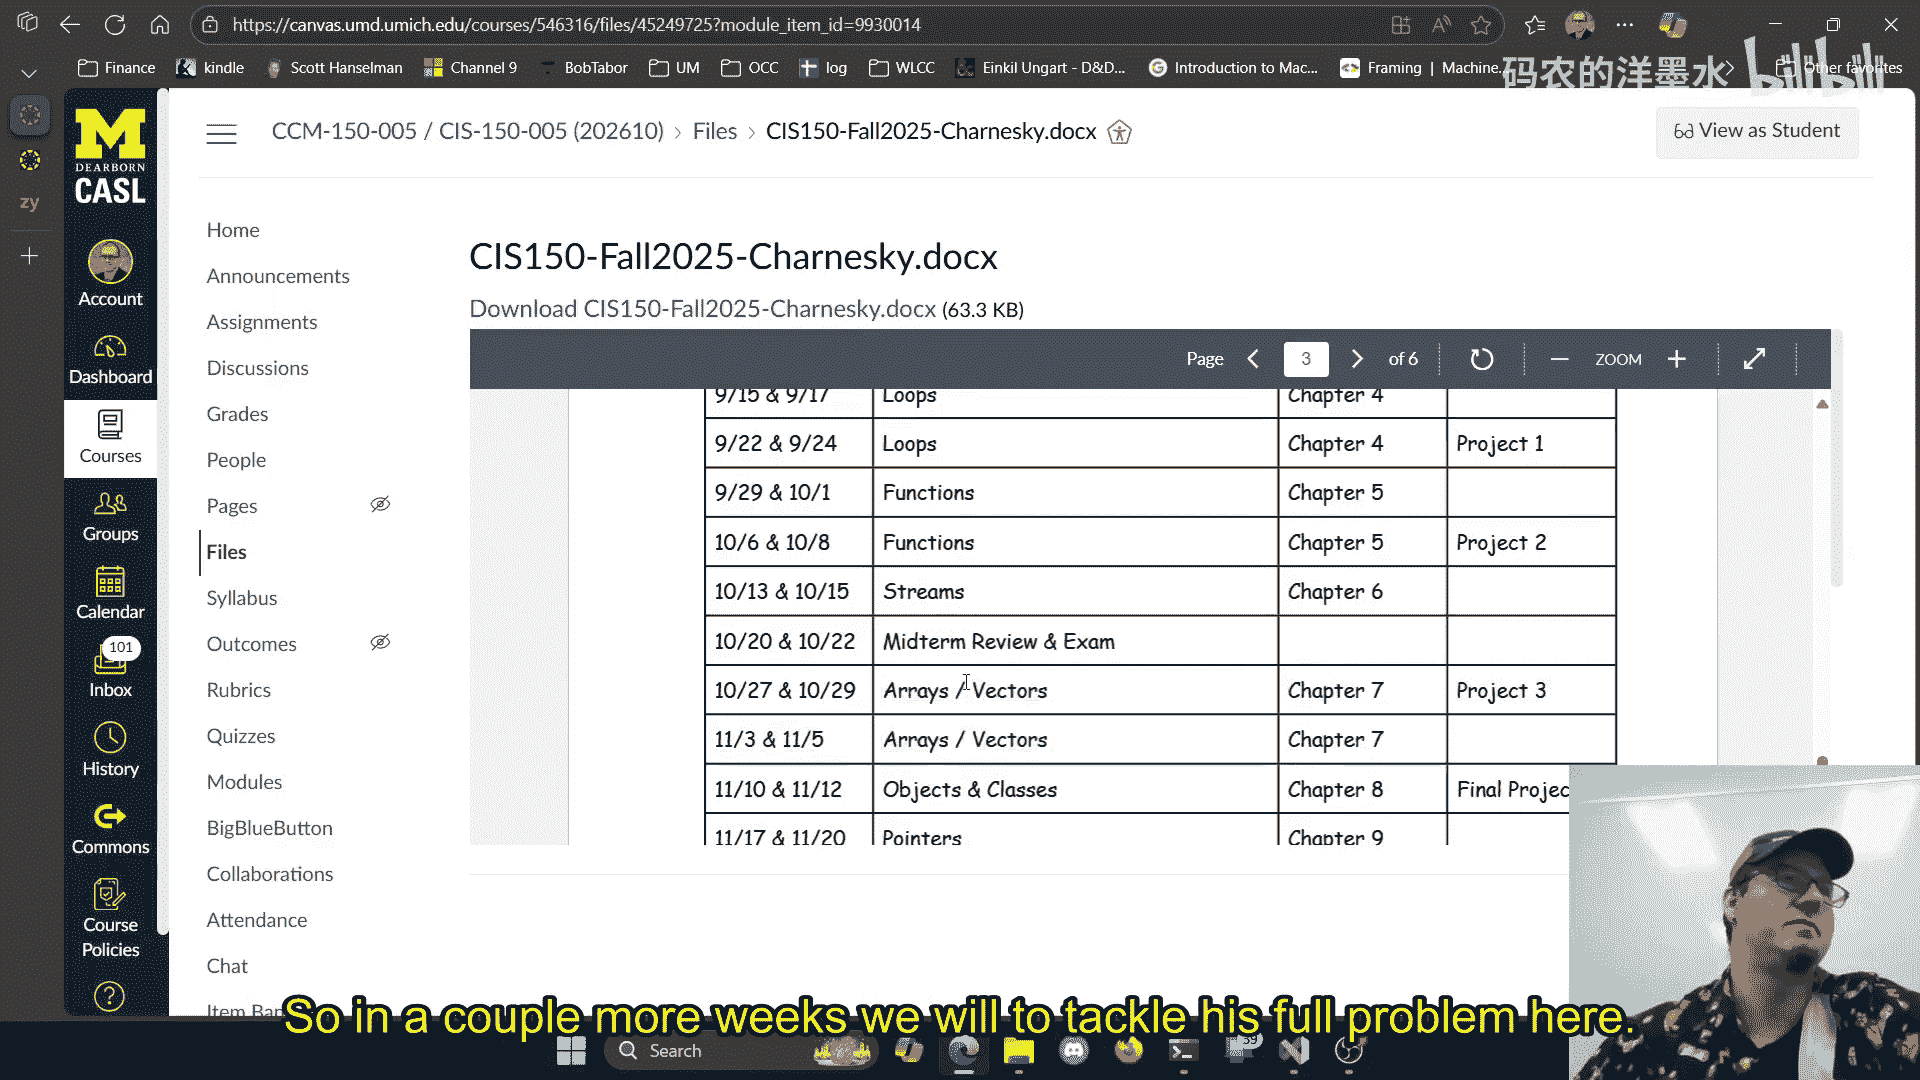 https://canvas.umd.umich.edu/courses/546316/files/45249725?module_item_id=9930014
Finance
kindle
Scott Hanselman
Channel 9
BobTabor
UM
OCC
log
WLCC
Einkil Ungart - D&D...
Introduction to Mac...
Framing | Machine...
Other favorites
码农的洋墨水
bilibili
zy
M
DEARBORN
CASL
Account
Dashboard
Courses
Groups
Calendar
101
Inbox
History
Commons
Course
Policies
CCM-150-005 / CIS-150-005 (202610) › Files › CIS150-Fall2025-Charnesky.docx
View as Student
Home
Announcements
Assignments
Discussions
Grades
People
Pages
Files
Syllabus
Outcomes
Rubrics
Quizzes
Modules
BigBlueButton
Collaborations
Attendance
Chat
Item Ban
CIS150-Fall2025-Charnesky.docx
Download CIS150-Fall2025-Charnesky.docx (63.3 KB)
Page 3 of 6 ZOOM
9/15 & 9/17 Loops Chapter 4
9/22 & 9/24 Loops Chapter 4 Project 1
9/29 & 10/1 Functions Chapter 5
10/6 & 10/8 Functions Chapter 5 Project 2
10/13 & 10/15 Streams Chapter 6
10/20 & 10/22 Midterm Review & Exam
10/27 & 10/29 Arrays / Vectors Chapter 7 Project 3
11/3 & 11/5 Arrays / Vectors Chapter 7
11/10 & 11/12 Objects & Classes Chapter 8 Final Projec
11/17 & 11/20 Pointers Chapter 9
So in a couple more weeks we will to tackle his full problem here.
Search
39